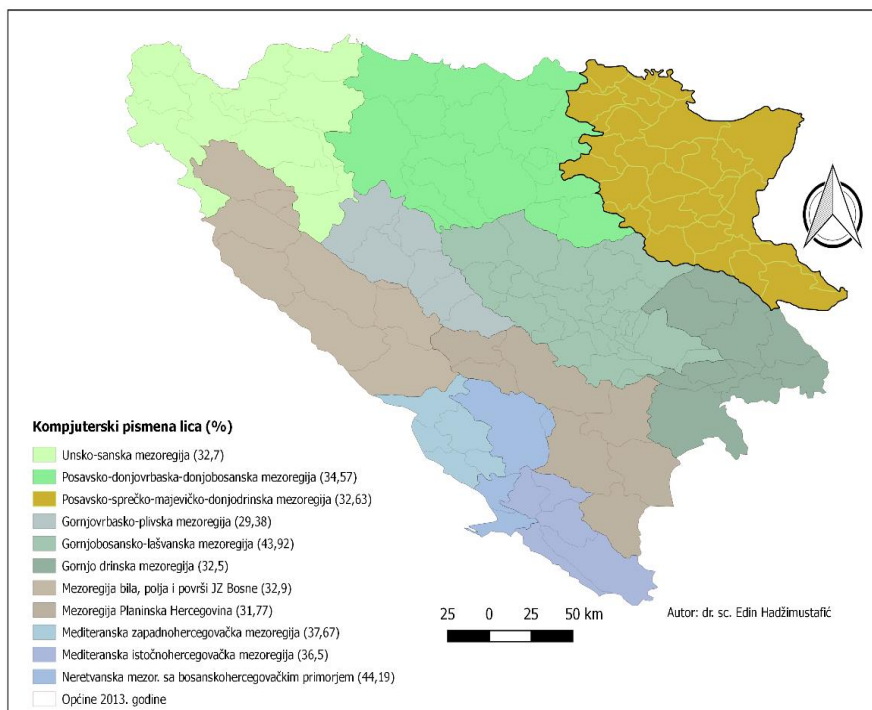 Kompjuterski pismena lica (%)
Unsko-sanska mezoregija (32,7)
Posavsko-donjovrbaska-donjobosanska mezoregija (34,57)
Posavsko-sprečko-majevičko-donjodrinska mezoregija (32,63)
Gornjovrbasko-plivska mezoregija (29,38)
Gornjobosansko-lašvanska mezoregija (43,92)
Gornjo drinska mezoregija (32,5)
Mezoregija bila, polja i površi JZ Bosne (32,9)
Mezoregija Planinska Hercegovina (31,77)
Mediteranska zapadnohercegovačka mezoregija (37,67)
Mediteranska istočnohercegovačka mezoregija (36,5)
Neretvanska mezor. sa bosanskohercegovačkim primorjem (44,19)
Općine 2013. godine
25 0 25 50 km
Autor: dr. sc. Edin Hadžimustafić